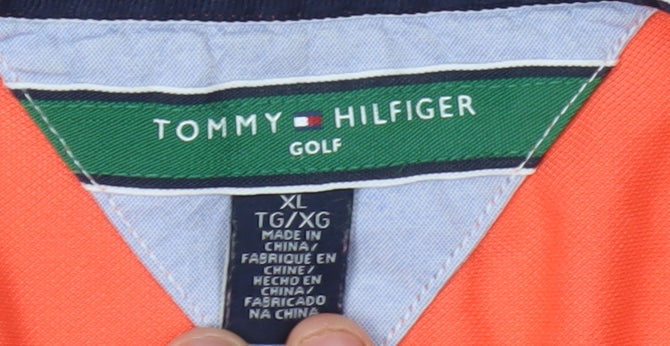 TOMMY HILFIGER
GOLF
XL
TG/XG
MADE IN
CHINA/
FABRIQUÉ EN
CHINE/
HECHO EN
CHINA/
FABRICADO
NA CHINA